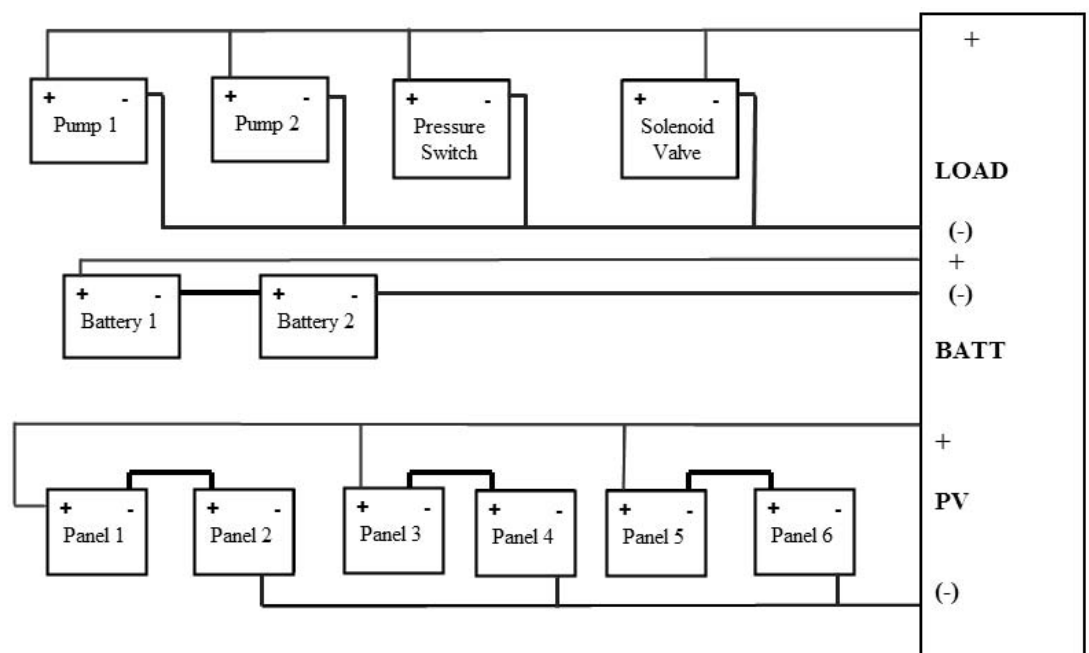 +
+ -
Pump 1
+ -
Pump 2
+ -
Pressure
Switch
+ -
Solenoid
Valve
LOAD
(-)
+
+ -
Battery 1
+ -
Battery 2
(-)
BATT
+
+ -
Panel 1
+ -
Panel 2
+ -
Panel 3
+ -
Panel 4
+ -
Panel 5
+ -
Panel 6
PV
(-)